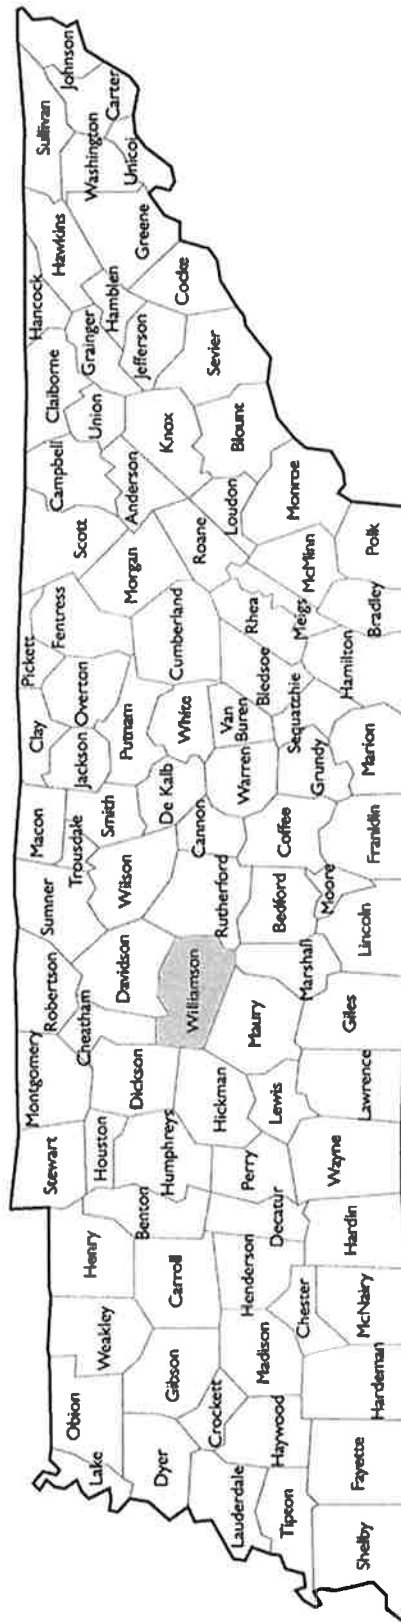 Lake
Obion
Weakley
Henry
Stewart
Montgomery
Robertson
Sumner
Macon
Clay
Pickett
Fentress
Scott
Campbell
Claiborne
Hancock
Hawkins
Sullivan
Johnson
Carter
Washington
Unicoi
Greene
Hamblen
Grainger
Union
Anderson
Morgan
Overton
Jackson
Putnam
Smith
Trousdale
Wilson
Davidson
Cheatham
Dickson
Houston
Humphreys
Benton
Carroll
Gibson
Dyer
Lauderdale
Crockett
Haywood
Madison
Henderson
Decatur
Perry
Hickman
Williamson
Rutherford
Cannon
De Kalb
White
Cumberland
Roane
Knox
Jefferson
Cocke
Sevier
Blount
Loudon
Monroe
McMinn
Meigs
Rhea
Bledsoe
Van
Buren
Warren
Coffee
Bedford
Marshall
Maury
Lewis
Wayne
Hardin
Chester
McNairy
Hardeman
Fayette
Tipton
Shelby
Lawrence
Giles
Lincoln
Moore
Franklin
Grundy
Sequatchie
Marion
Hamilton
Bradley
Polk